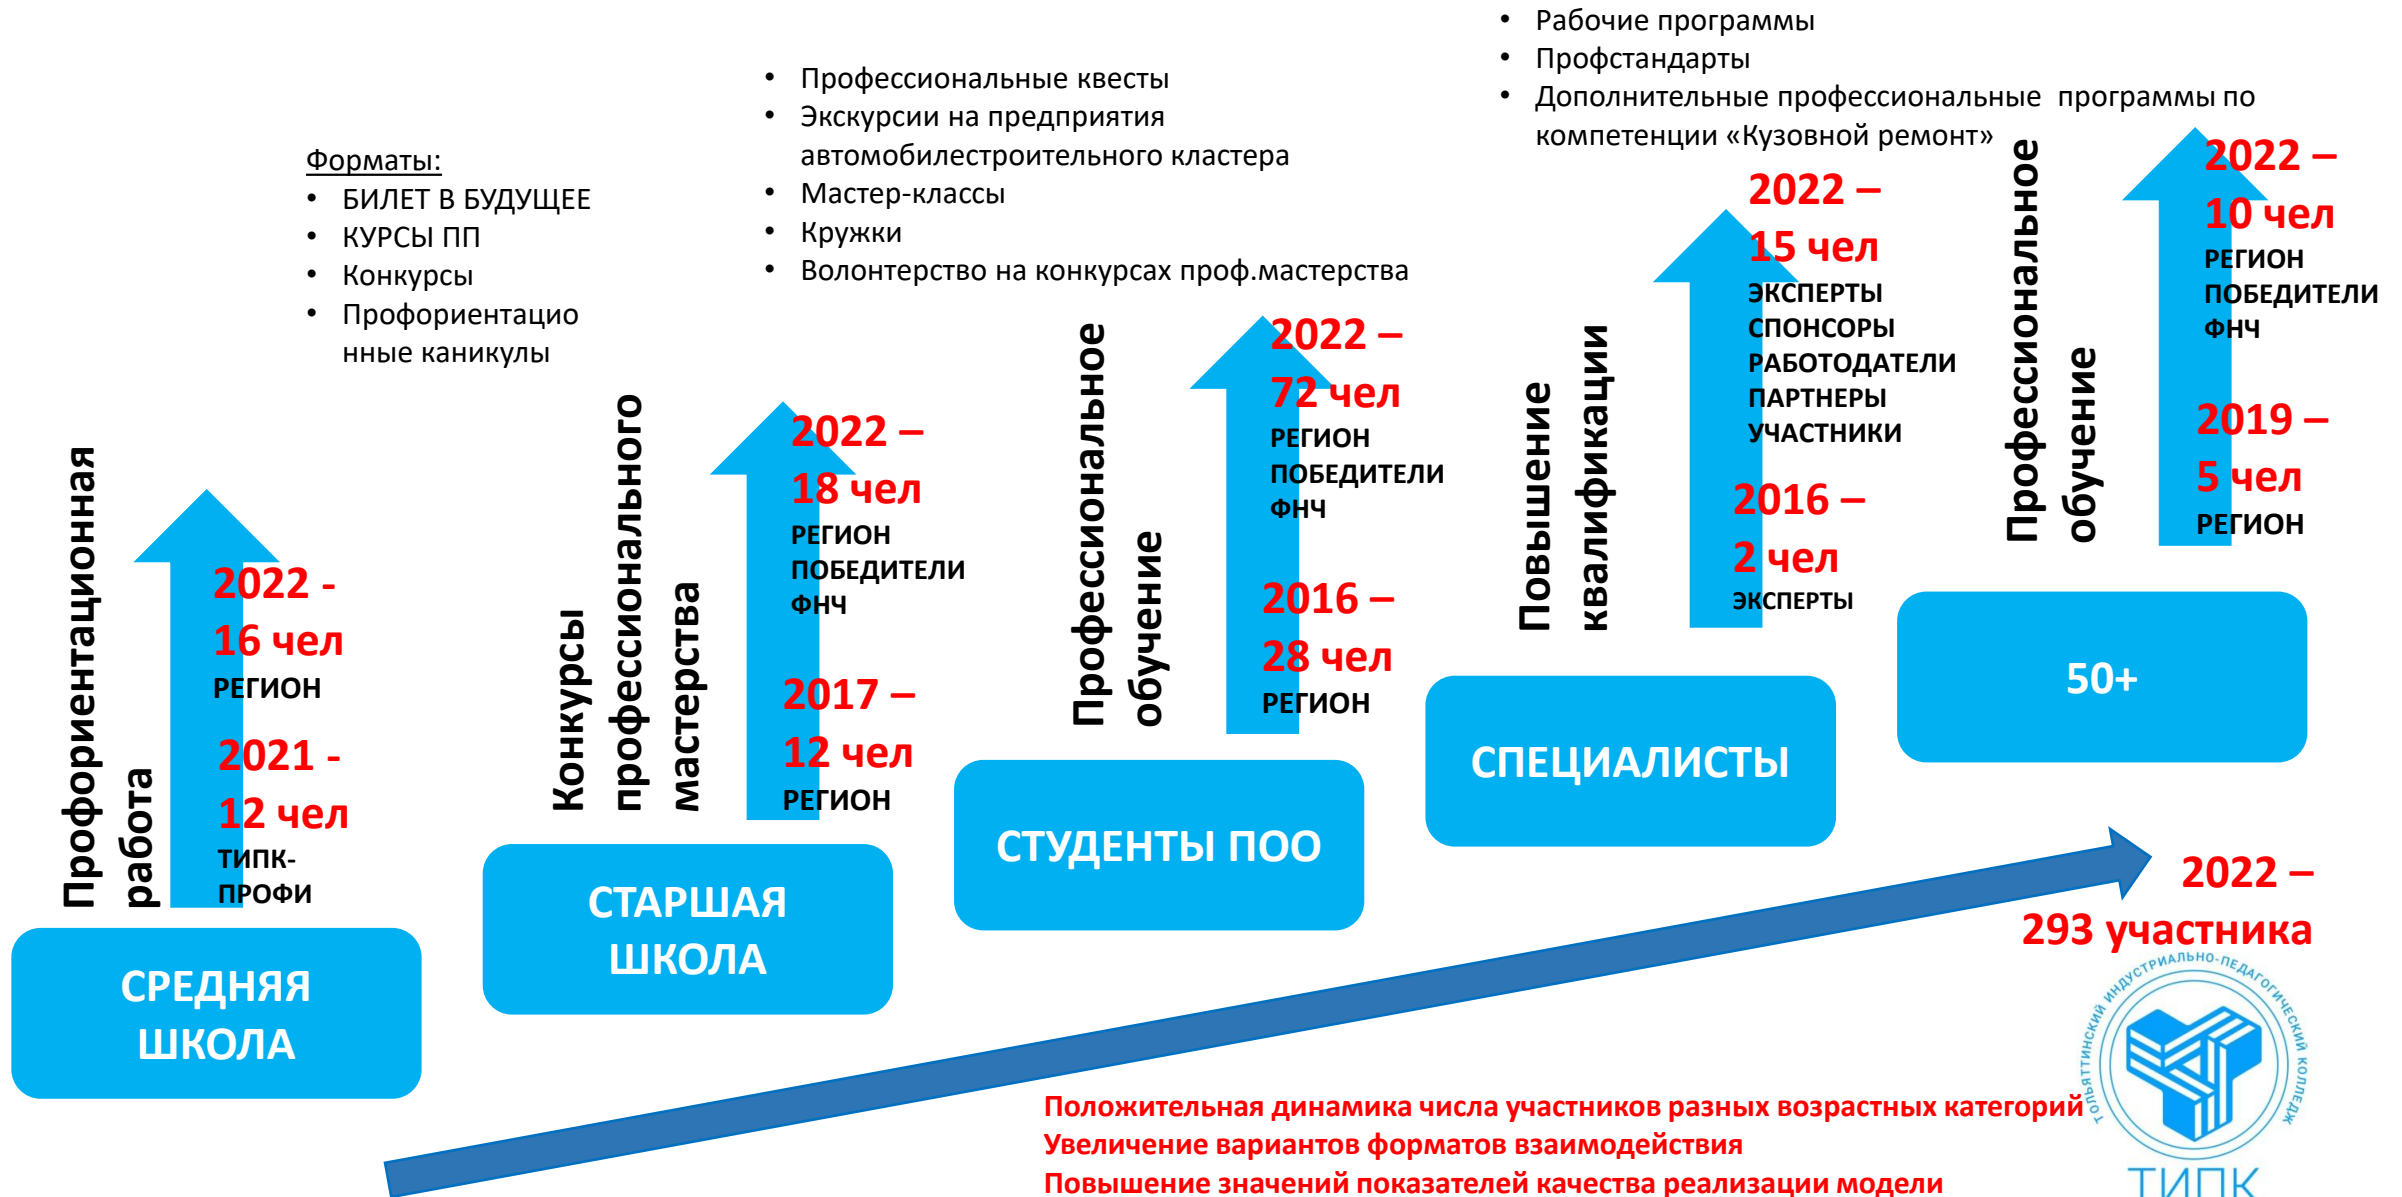 Форматы:
• БИЛЕТ В БУДУЩЕЕ
• КУРСЫ ПП
• Конкурсы
• Профориентацио
нные каникулы
• Профессиональные квесты
• Экскурсии на предприятия
автомобилестроительного кластера
• Мастер-классы
• Кружки
• Волонтерство на конкурсах проф.мастерства
• Рабочие программы
• Профстандарты
• Дополнительные профессиональные программы по
компетенции «Кузовной ремонт»
Профориентационная
работа
2022 -
16 чел
РЕГИОН
2021 -
12 чел
ТИПК-
ПРОФИ
СРЕДНЯЯ
ШКОЛА
Конкурсы
профессионального
мастерства
2022 –
18 чел
РЕГИОН
ПОБЕДИТЕЛИ
ФНЧ
2017 –
12 чел
РЕГИОН
СТАРШАЯ
ШКОЛА
Профессиональное
обучение
2022 –
72 чел
РЕГИОН
ПОБЕДИТЕЛИ
ФНЧ
2016 –
28 чел
РЕГИОН
СТУДЕНТЫ ПОО
Повышение
квалификации
2022 –
15 чел
ЭКСПЕРТЫ
СПОНСОРЫ
РАБОТОДАТЕЛИ
ПАРТНЕРЫ
УЧАСТНИКИ
2016 –
2 чел
ЭКСПЕРТЫ
СПЕЦИАЛИСТЫ
Профессиональное
обучение
2022 –
10 чел
РЕГИОН
ПОБЕДИТЕЛИ
ФНЧ
2019 –
5 чел
РЕГИОН
50+
2022 –
293 участника
ТОЛЬЯТТИНСКИЙ ИНДУСТРИАЛЬНО-ПЕДАГОГИЧЕСКИЙ КОЛЛЕДЖ
ТИПК
Положительная динамика числа участников разных возрастных категорий
Увеличение вариантов форматов взаимодействия
Повышение значений показателей качества реализации модели